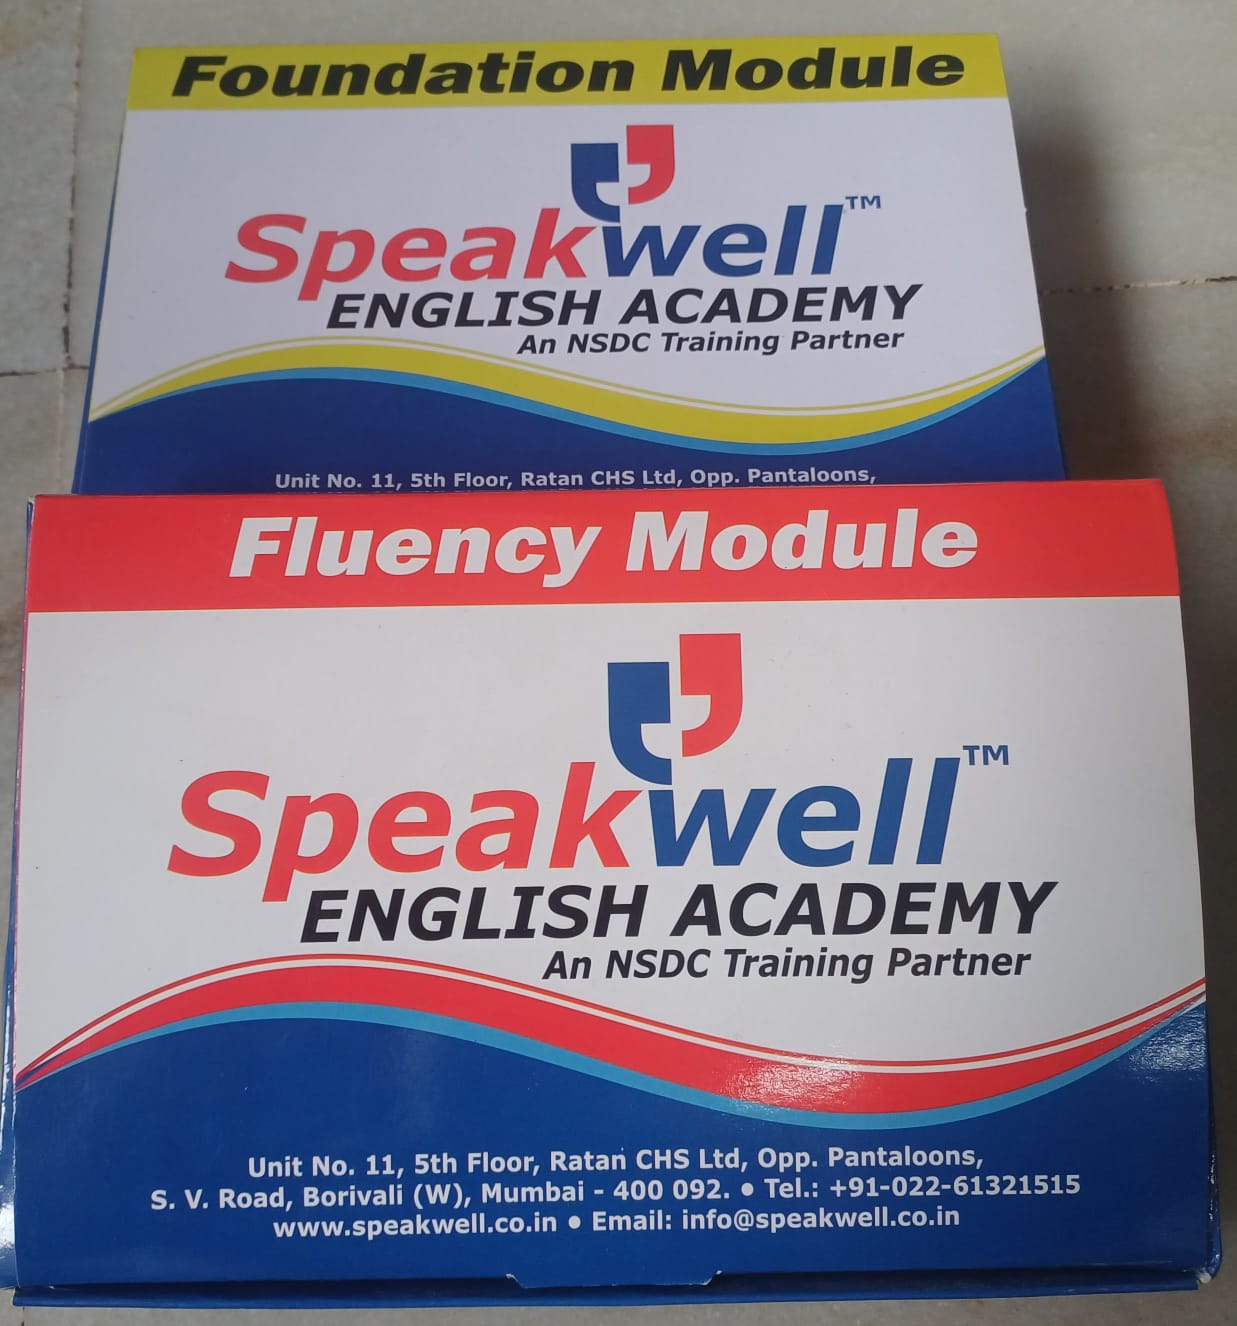 Foundation Module
Speakwell™
ENGLISH ACADEMY
An NSDC Training Partner
Unit No. 11, 5th Floor, Ratan CHS Ltd, Opp. Pantaloons,
Fluency Module
Speakwell™
ENGLISH ACADEMY
An NSDC Training Partner
Unit No. 11, 5th Floor, Ratan CHS Ltd, Opp. Pantaloons,
S. V. Road, Borivali (W), Mumbai - 400 092. ● Tel.: +91-022-61321515
www.speakwell.co.in ● Email: info@speakwell.co.in